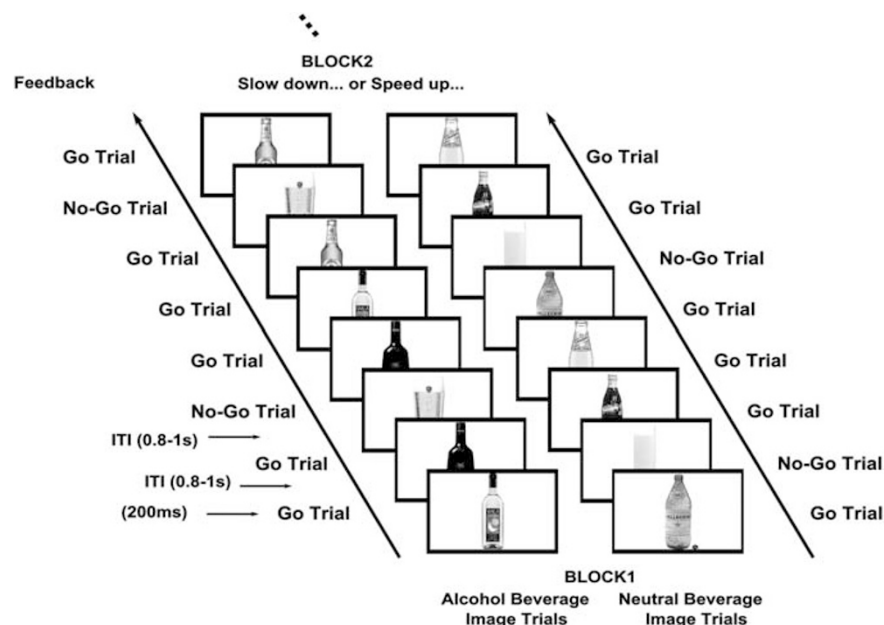 BLOCK2
Feedback
Slow down... or Speed up...
Go Trial
Go Trial
No-Go Trial
Go Trial
Go Trial
No-Go Trial
Go Trial
Go Trial
Go Trial
Go Trial
No-Go Trial
Go Trial
ITI (0.8-1s)
Go Trial
No-Go Trial
ITI (0.8-1s)
(200ms)
Go Trial
Go Trial
BLOCK1
Alcohol Beverage
Image Trials
Neutral Beverage
Image Trials